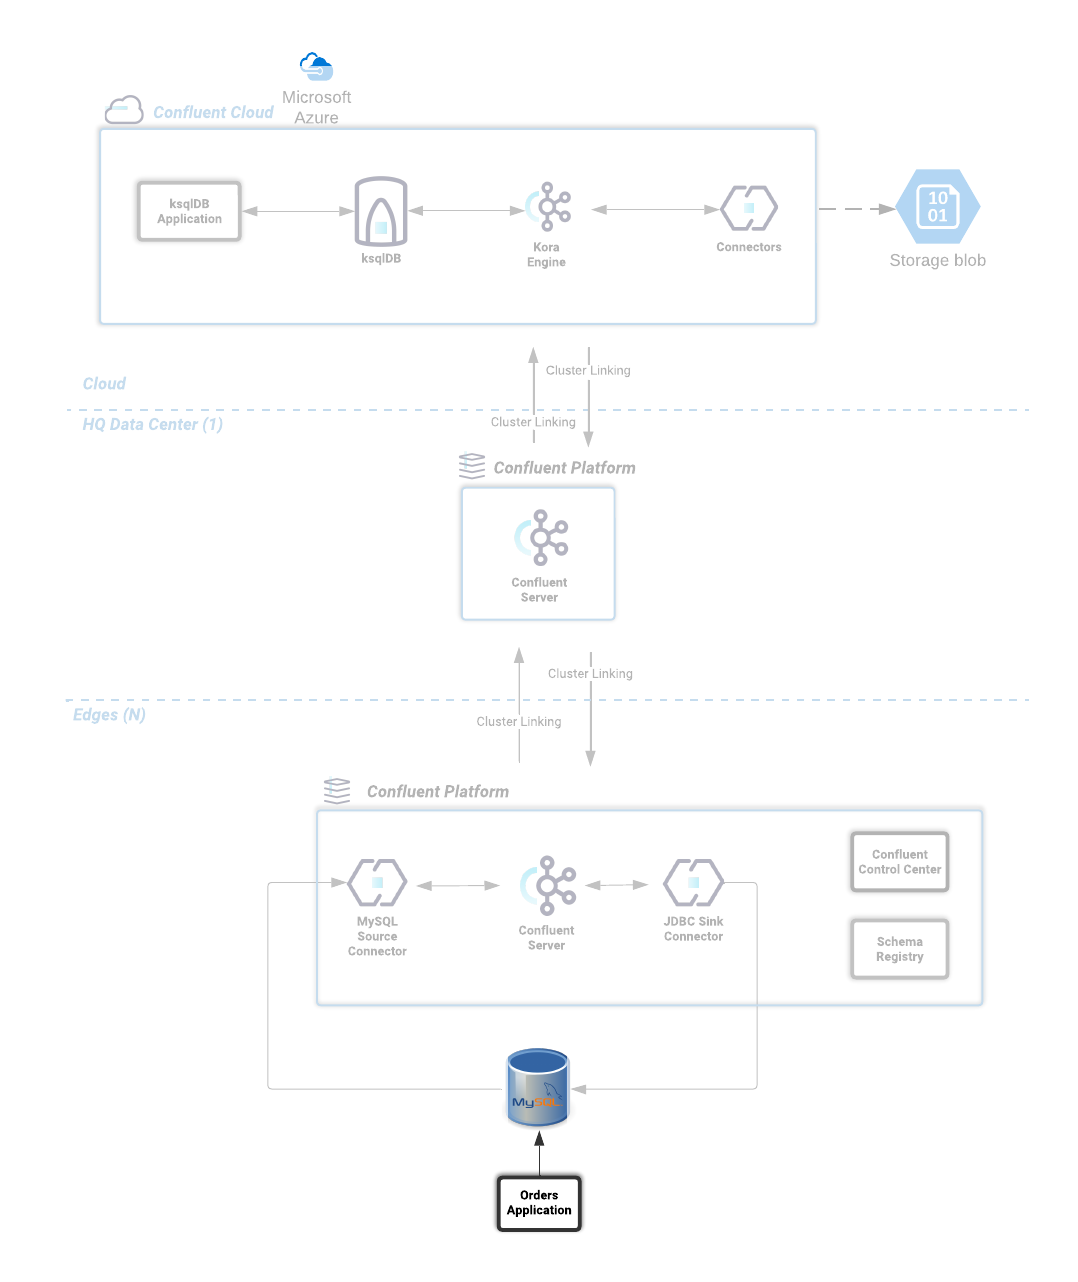 Microsoft
Azure
Confluent Cloud
ksqlDB
Application
ksqlDB
Kora
Engine
Connectors
10
01
Storage blob
Cluster Linking
Cloud
HQ Data Center (1)
Cluster Linking
Confluent Platform
Confluent
Server
Cluster Linking
Edges (N)
Cluster Linking
Confluent Platform
MySQL
Source
Connector
Confluent
Server
JDBC Sink
Connector
Confluent
Control Center
Schema
Registry
MySQL
Orders
Application